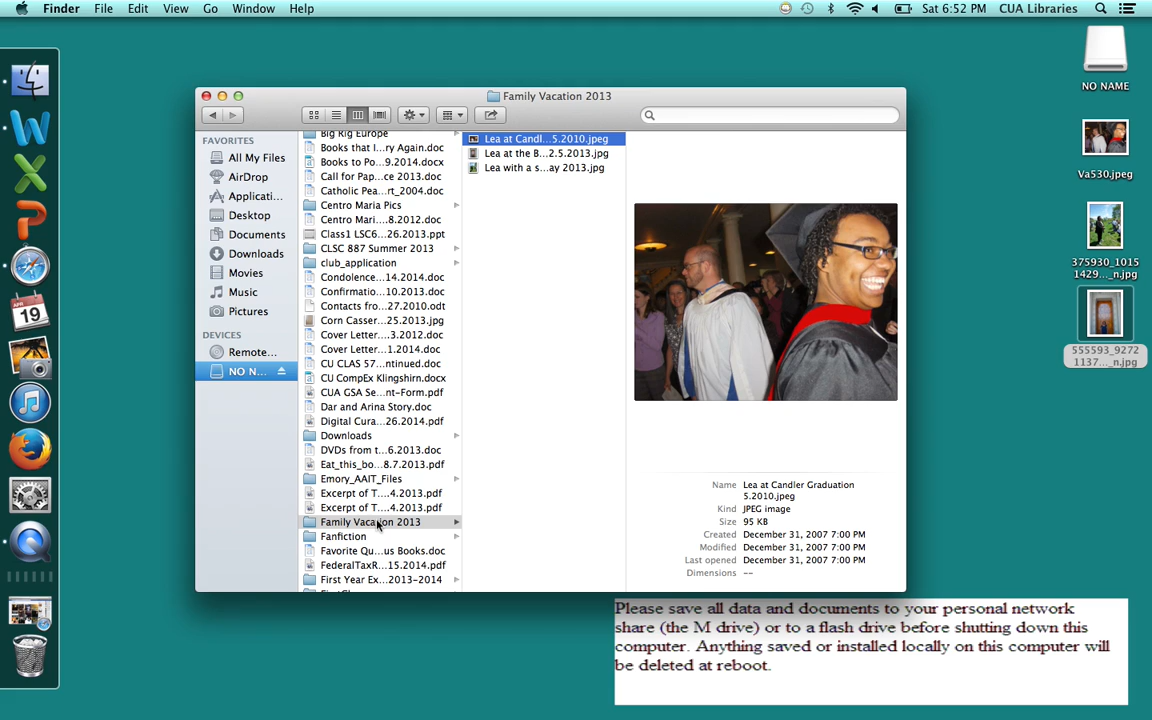 Finder File Edit View Go Window Help Sat 6:52 PM CUA Libraries
Family Vacation 2013
FAVORITES
All My Files
AirDrop
Applicati...
Desktop
Documents
Downloads
Movies
Music
Pictures
DEVICES
Remote...
NO N...
Big Rig Europe
Books that I...ry Again.doc
Books to Po...9.2014.docx
Call for Pap...ce 2013.doc
Catholic Pea...rt_2004.doc
Centro Maria Pics
Centro Mari....8.2012.doc
Class1 LSC6...26.2013.ppt
CLSC 887 Summer 2013
club_application
Condolence...14.2014.doc
Confirmatio...10.2013.doc
Contacts fro...27.2010.odt
Corn Casser...25.2013.jpg
Cover Letter...3.2012.doc
Cover Letter...1.2014.doc
CU CLAS 57...ntinued.doc
CU CompEx Klingshirn.docx
CUA GSA Se...nt-Form.pdf
Dar and Arina Story.doc
Digital Cura...26.2014.pdf
Downloads
DVDs from t...6.2013.doc
Eat_this_bo...8.7.2013.pdf
Emory_AAIT_Files
Excerpt of T....4.2013.pdf
Excerpt of T....4.2013.pdf
Family Vacation 2013
Fanfiction
Favorite Qu...us Books.doc
FederalTaxR...15.2014.pdf
First Year Ex...2013-2014
Lea at Candl...5.2010.jpeg
Lea at the B...2.5.2013.jpg
Lea with a s...ay 2013.jpg
Name Lea at Candler Graduation
5.2010.jpeg
Kind JPEG image
Size 95 KB
Created December 31, 2007 7:00 PM
Modified December 31, 2007 7:00 PM
Last opened December 31, 2007 7:00 PM
Dimensions --
NO NAME
Va530.jpeg
375930_1015
1429..._n.jpg
555593_9272
1137..._n.jpg
APR
19
Please save all data and documents to your personal network
share (the M drive) or to a flash drive before shutting down this
computer. Anything saved or installed locally on this computer will
be deleted at reboot.